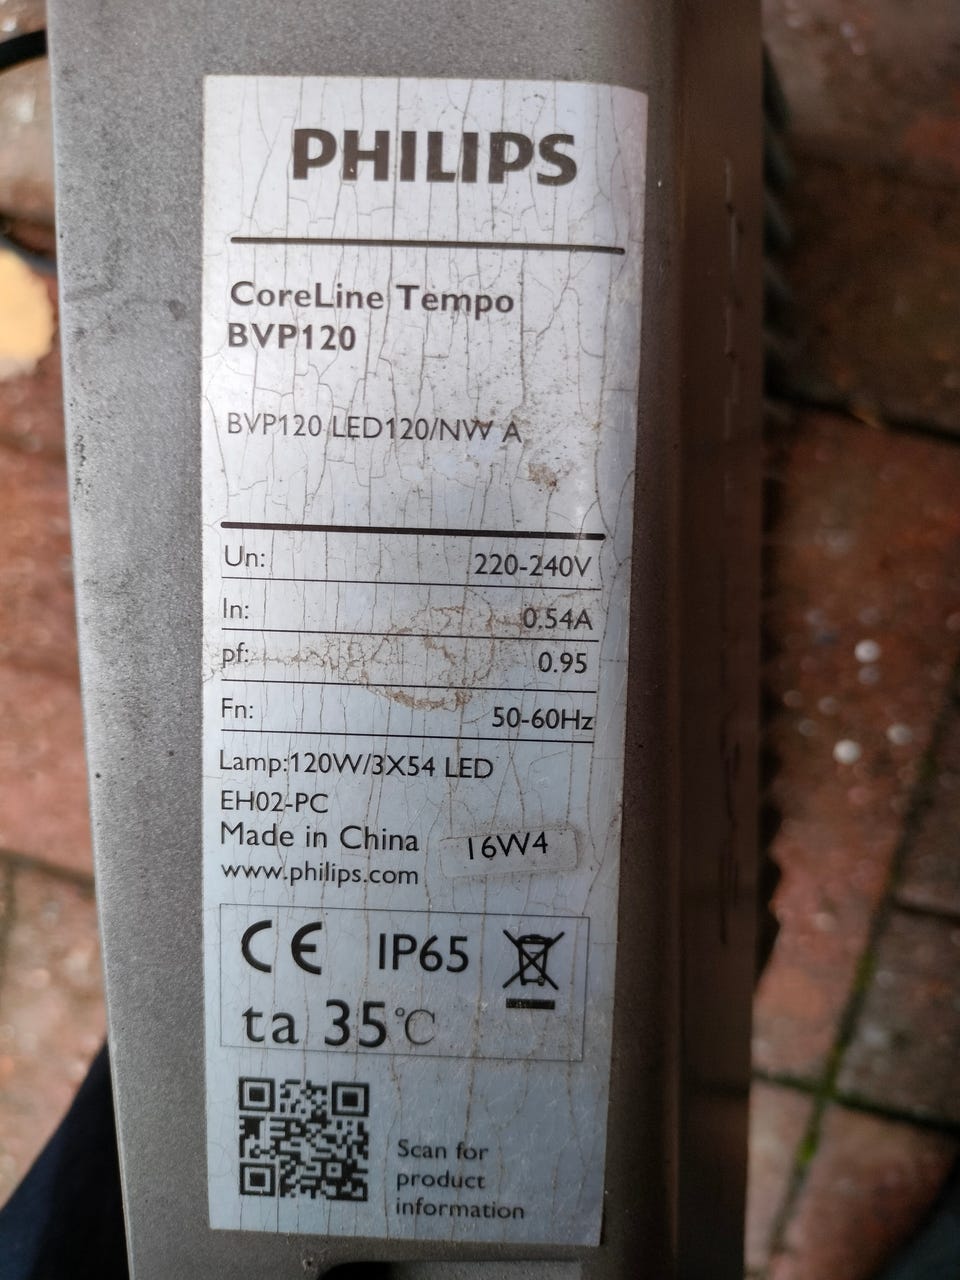 PHILIPS
CoreLine Tempo
BVP120
BVP120 LED120/NW A
Un: 220-240V
In: 0.54A
pf: 0.95
Fn: 50-60Hz
Lamp:120W/3X54 LED
EH02-PC
Made in China 16W4
www.philips.com
CE IP65
ta 35°C
Scan for
product
information